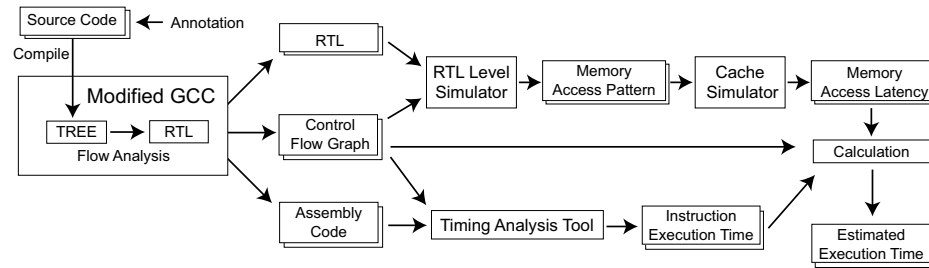 Source Code
Annotation
Compile
Modified GCC
TREE
RTL
Flow Analysis
RTL
Control
Flow Graph
Assembly
Code
RTL Level
Simulator
Memory
Access Pattern
Cache
Simulator
Memory
Access Latency
Calculation
Timing Analysis Tool
Instruction
Execution Time
Estimated
Execution Time